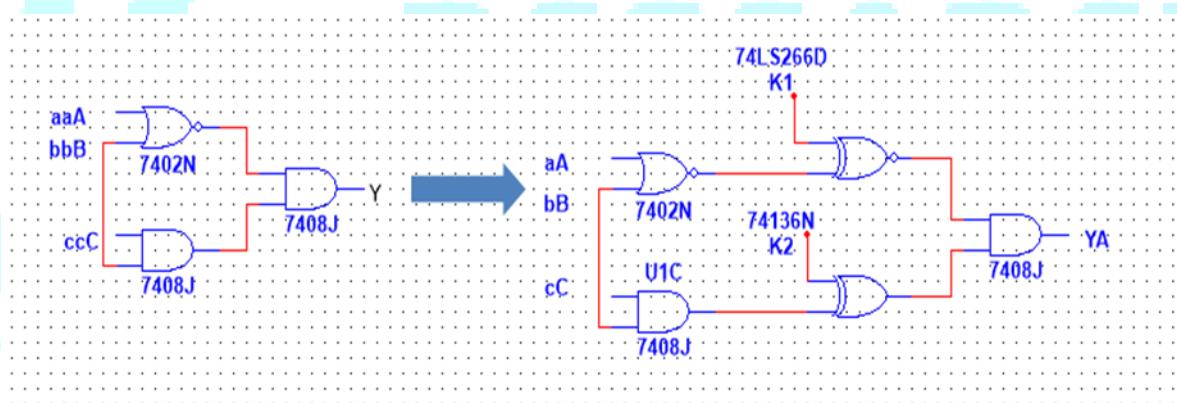 aaA
bbB
7402N
ccC
7408J
7408J
Y
74LS266D
K1
aA
bB
7402N
74136N
K2
U1C
cC
7408J
7408J
YA